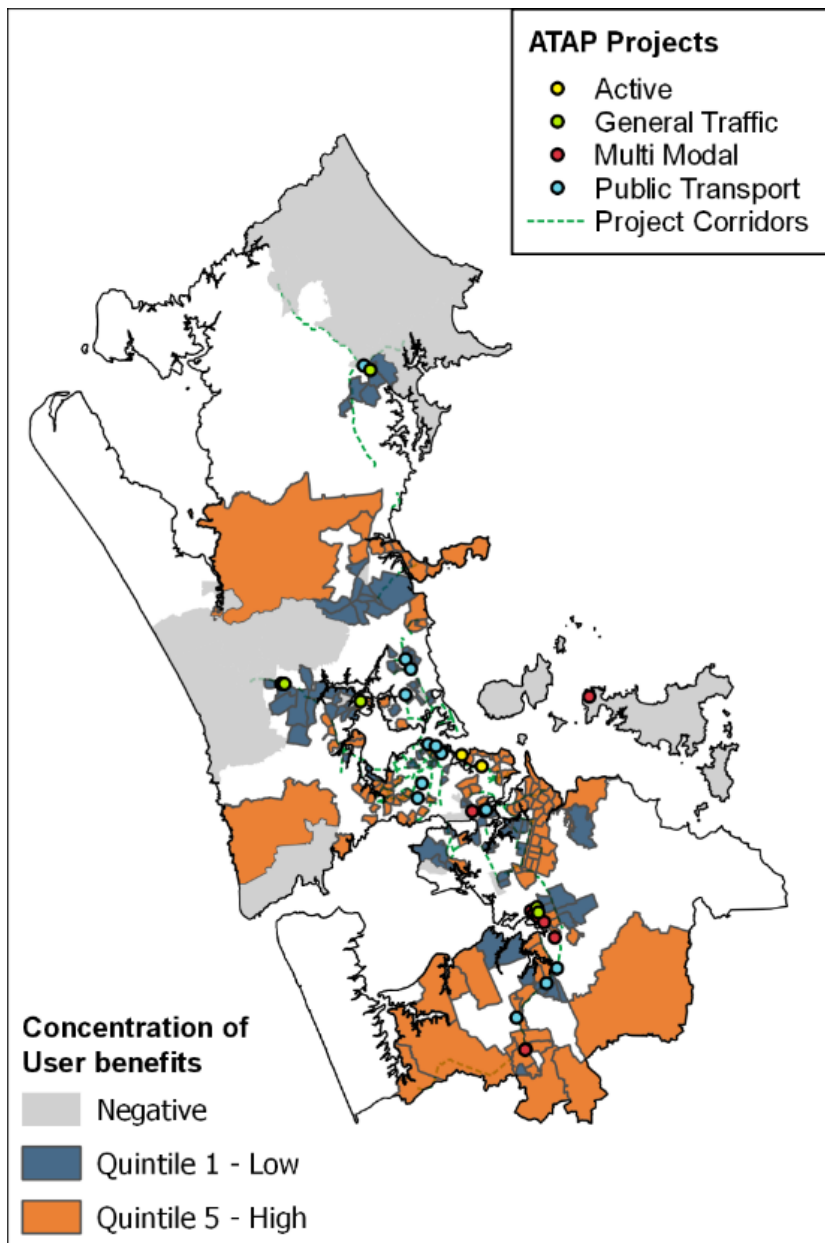 ATAP Projects
Active
General Traffic
Multi Modal
Public Transport
Project Corridors
Concentration of
User benefits
Negative
Quintile 1 - Low
Quintile 5 - High